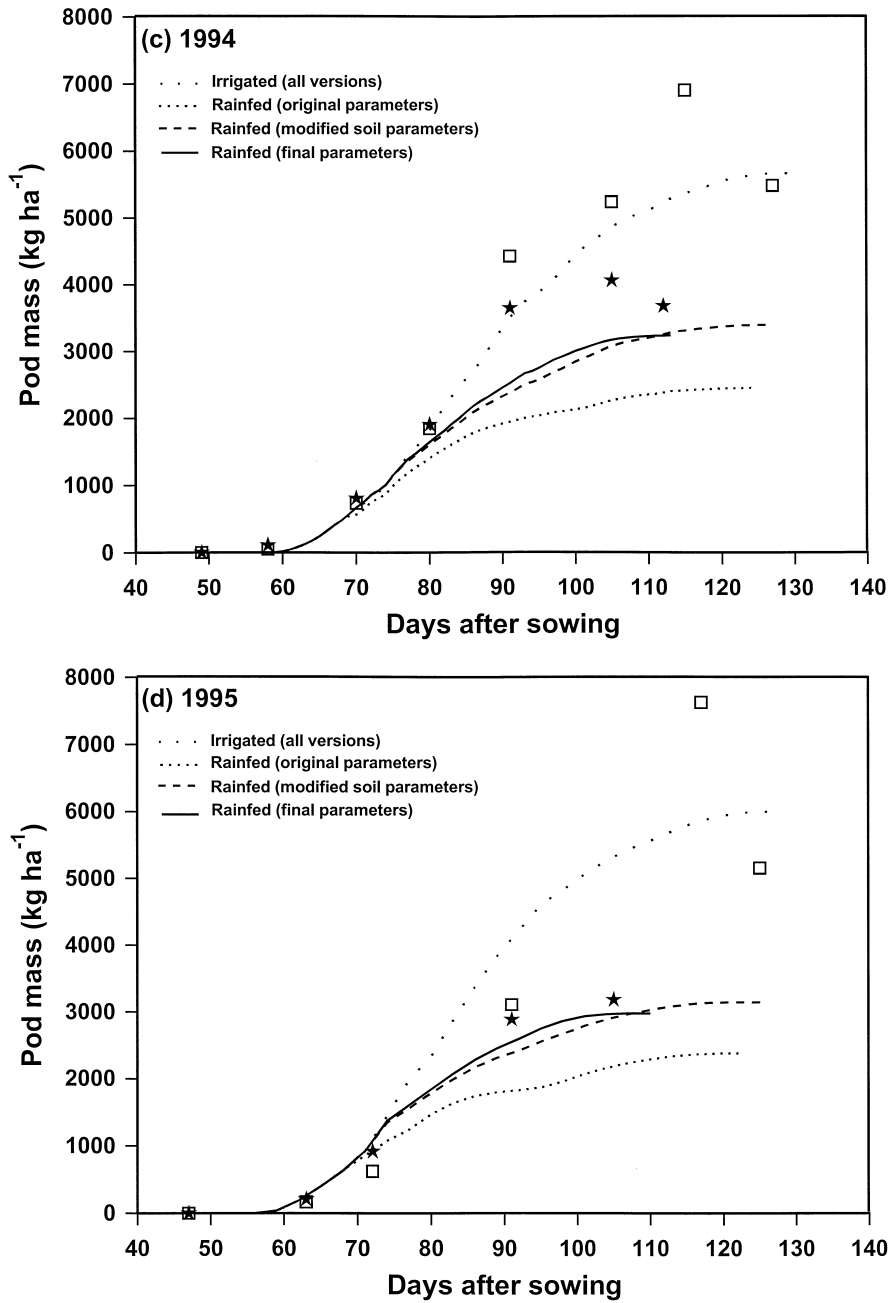 (c) 1994
Irrigated (all versions)
Rainfed (original parameters)
Rainfed (modified soil parameters)
Rainfed (final parameters)
8000
7000
6000
5000
4000
3000
2000
1000
0
Pod mass (kg ha-1)
40 50 60 70 80 90 100 110 120 130 140
Days after sowing
(d) 1995
Irrigated (all versions)
Rainfed (original parameters)
Rainfed (modified soil parameters)
Rainfed (final parameters)
8000
7000
6000
5000
4000
3000
2000
1000
0
Pod mass (kg ha-1)
40 50 60 70 80 90 100 110 120 130 140
Days after sowing